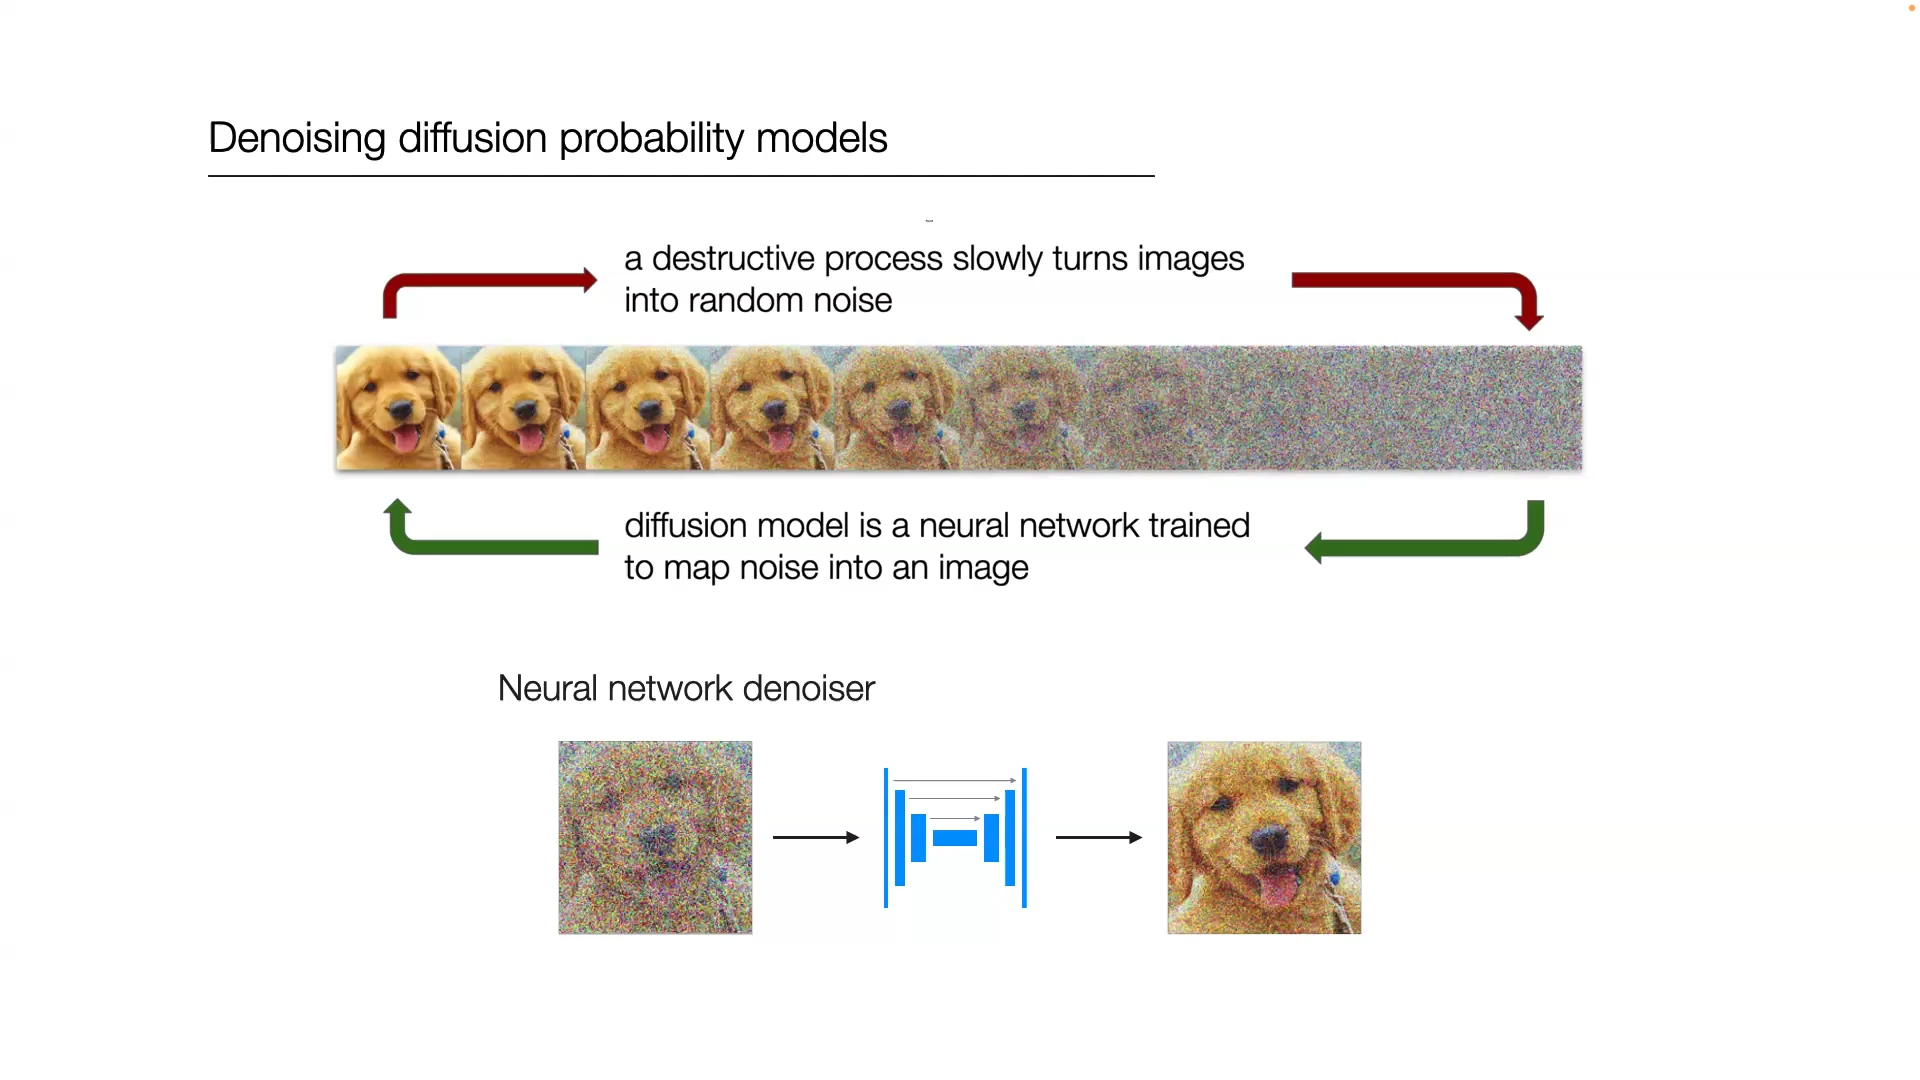 Denoising diffusion probability models
a destructive process slowly turns images
into random noise
diffusion model is a neural network trained
to map noise into an image
Neural network denoiser